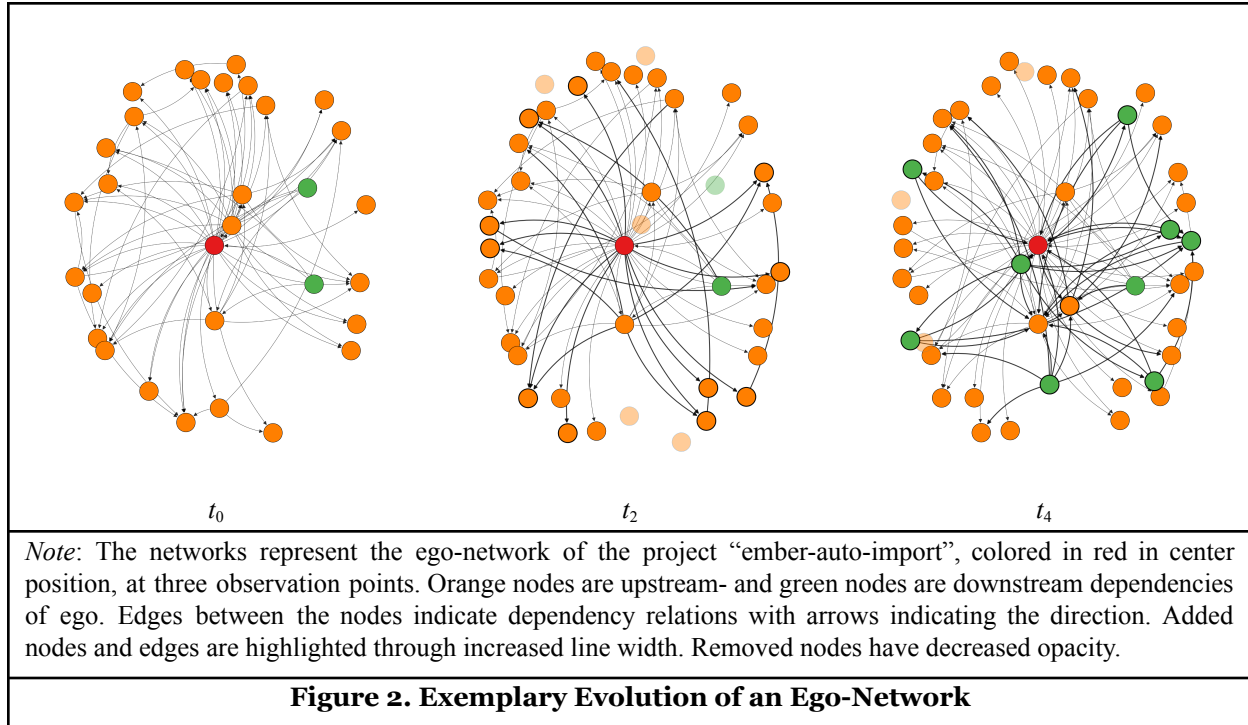 t0 t2 t4
Note: The networks represent the ego-network of the project “ember-auto-import”, colored in red in center
position, at three observation points. Orange nodes are upstream- and green nodes are downstream dependencies
of ego. Edges between the nodes indicate dependency relations with arrows indicating the direction. Added
nodes and edges are highlighted through increased line width. Removed nodes have decreased opacity.
Figure 2. Exemplary Evolution of an Ego-Network